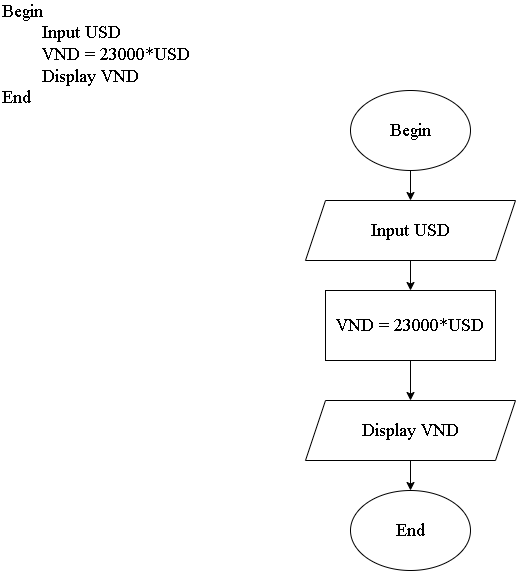 Begin
Input USD
VND = 23000*USD
Display VND
End
Begin
Input USD
VND = 23000*USD
Display VND
End